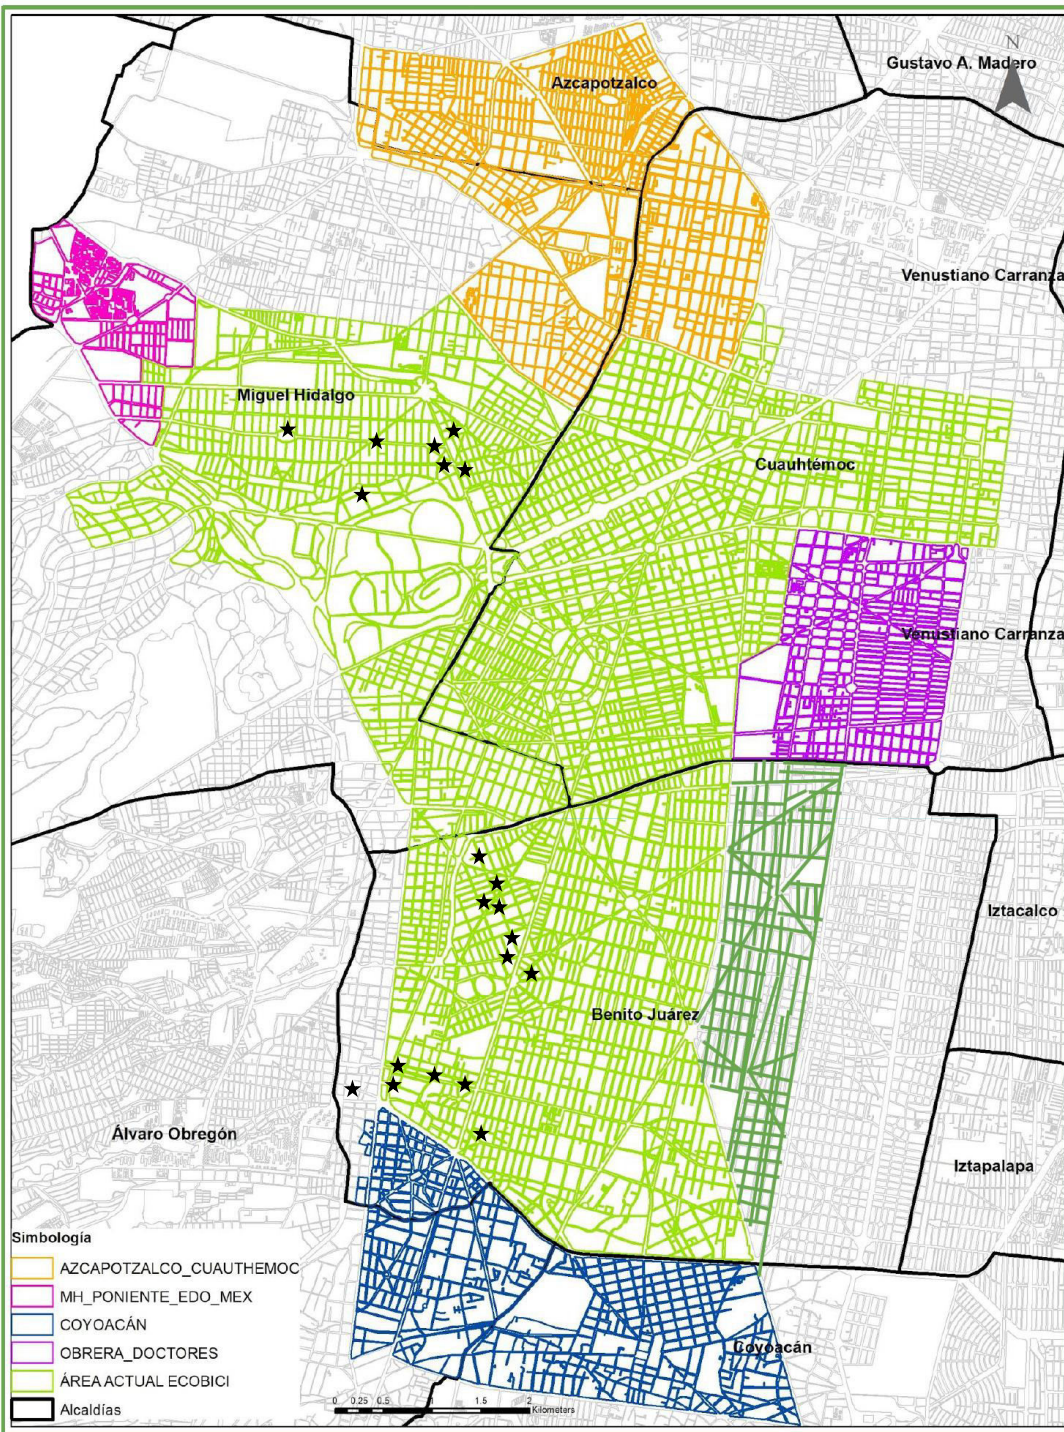 N
Gustavo A. Madero
Azcapotzalco
Venustiano Carranza
Miguel Hidalgo
Cuauhtémoc
Venustiano Carranza
Iztacalco
Benito Juárez
Álvaro Obregón
Iztapalapa
Simbología
AZCAPOTZALCO_CUAUTHEMOC
MH_PONIENTE_EDO_MEX
COYOACÁN
OBRERA_DOCTORES
ÁREA ACTUAL ECOBICI
Alcaldías
Coyoacán
0 0.25 0.5 1 1.5 2
Kilometers